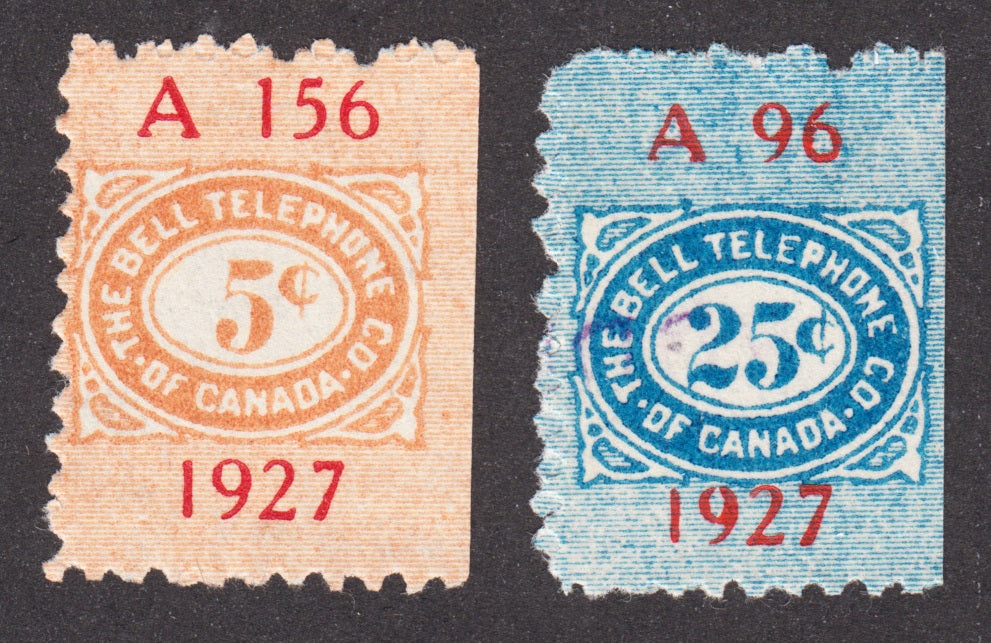 A 156
THE BELL TELEPHONE CO.
5¢
·OF CANADA·
1927
A 96
THE BELL TELEPHONE CO.
25¢
·OF CANADA·
1927